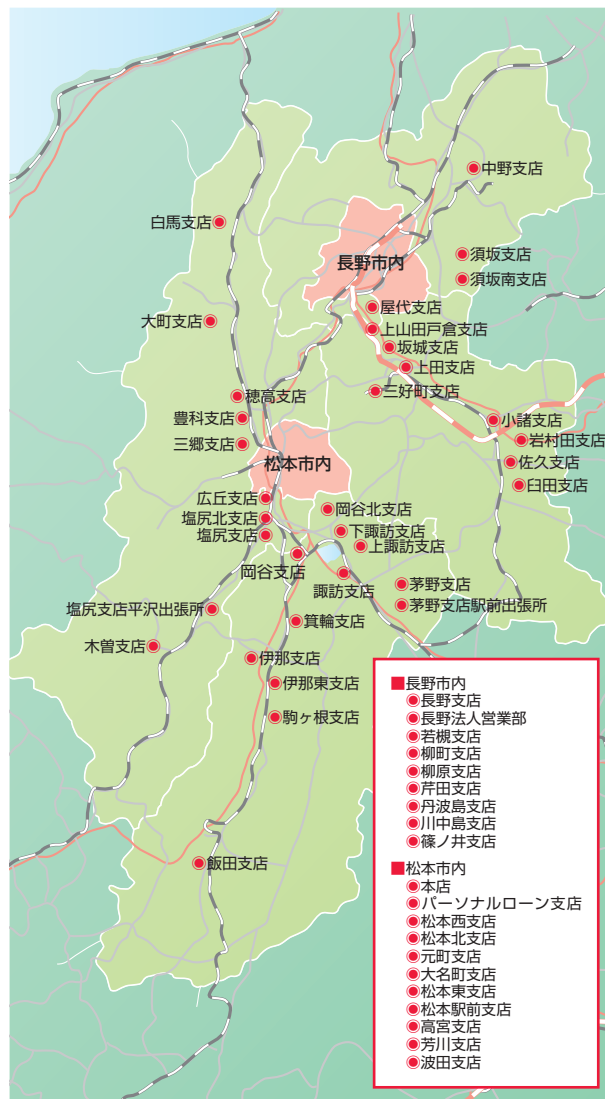 中野支店
白馬支店
須坂支店
長野市内
須坂南支店
屋代支店
大町支店
上山田戸倉支店
坂城支店
上田支店
三好町支店
穂高支店
豊科支店
小諸支店
三郷支店
岩村田支店
松本市内
佐久支店
臼田支店
広丘支店
岡谷北支店
塩尻北支店
下諏訪支店
塩尻支店
上諏訪支店
岡谷支店
諏訪支店
茅野支店
塩尻支店平沢出張所
茅野支店駅前出張所
箕輪支店
木曽支店
伊那支店
伊那東支店
駒ヶ根支店
飯田支店
■長野市内
◉長野支店
◉長野法人営業部
◉若槻支店
◉柳町支店
◉柳原支店
◉芹田支店
◉丹波島支店
◉川中島支店
◉篠ノ井支店
■松本市内
◉本店
◉パーソナルローン支店
◉松本西支店
◉松本北支店
◉元町支店
◉大名町支店
◉松本東支店
◉松本駅前支店
◉高宮支店
◉芳川支店
◉波田支店